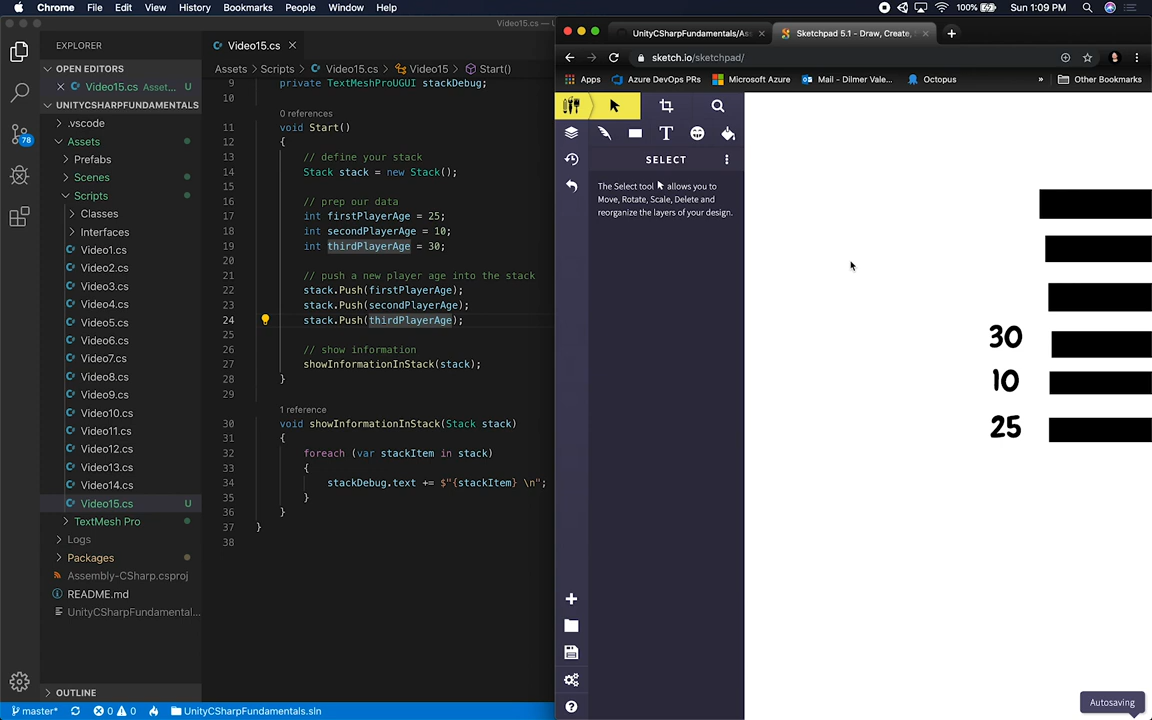 Chrome File Edit View History Bookmarks People Window Help 100% Sun 1:09 PM
Video15.cs —
EXPLORER
OPEN EDITORS
Video15.cs Asset... U
UNITYCSHARPFUNDAMENTALS
.vscode
Assets
Prefabs
Scenes
Scripts
Classes
Interfaces
Video1.cs
Video2.cs
Video3.cs
Video4.cs
Video5.cs
Video6.cs
Video7.cs
Video8.cs
Video9.cs
Video10.cs
Video11.cs
Video12.cs
Video13.cs
Video14.cs
Video15.cs U
TextMesh Pro
Logs
Packages
Assembly-CSharp.csproj
README.md
UnityCSharpFundamental...
OUTLINE
78
Video15.cs
Assets > Scripts > Video15.cs > Video15 > Start()
9 private TextMeshProUGUI stackDebug;
10
0 references
11 void Start()
12 {
13 // define your stack
14 Stack stack = new Stack();
15
16 // prep our data
17 int firstPlayerAge = 25;
18 int secondPlayerAge = 10;
19 int thirdPlayerAge = 30;
20
21 // push a new player age into the stack
22 stack.Push(firstPlayerAge);
23 stack.Push(secondPlayerAge);
24 stack.Push(thirdPlayerAge);
25
26 // show information
27 showInformationInStack(stack);
28 }
29
1 reference
30 void showInformationInStack(Stack stack)
31 {
32 foreach (var stackItem in stack)
33 {
34 stackDebug.text += $"{stackItem} \n";
35 }
36 }
37 }
38
master* 0 0 UnityCSharpFundamentals.sln
UnityCSharpFundamentals/As
Sketchpad 5.1 - Draw, Create,
sketch.io/sketchpad/
Apps Azure DevOps PRs Microsoft Azure Mail - Dilmer Vale... Octopus » Other Bookmarks
SELECT
The Select tool allows you to
Move, Rotate, Scale, Delete and
reorganize the layers of your design.
30
10
25
Autosaving